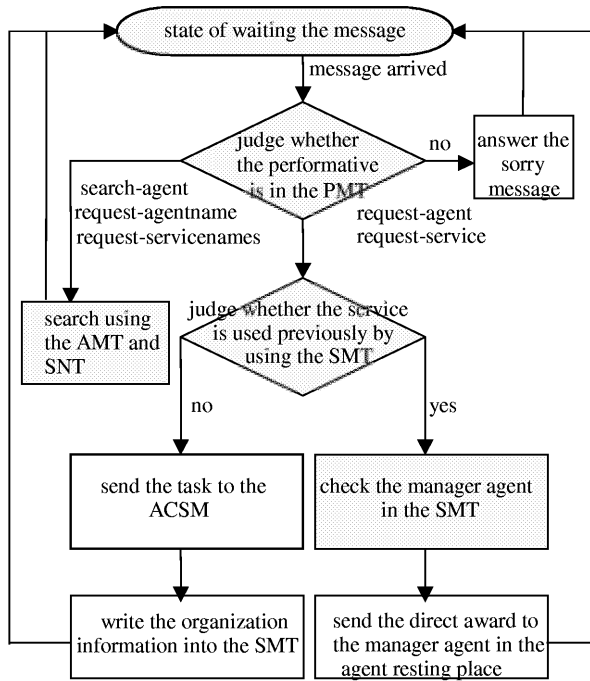 state of waiting the message
message arrived
judge whether
the performative
is in the PMT
no
answer the
sorry
message
search-agent
request-agentname
request-servicenames
request-agent
request-service
search using
the AMT and
SNT
judge whether the service
is used previously by
using the SMT
no
yes
send the task to the
ACSM
check the manager agent
in the SMT
write the organization
information into the SMT
send the direct award to
the manager agent in the
agent resting place